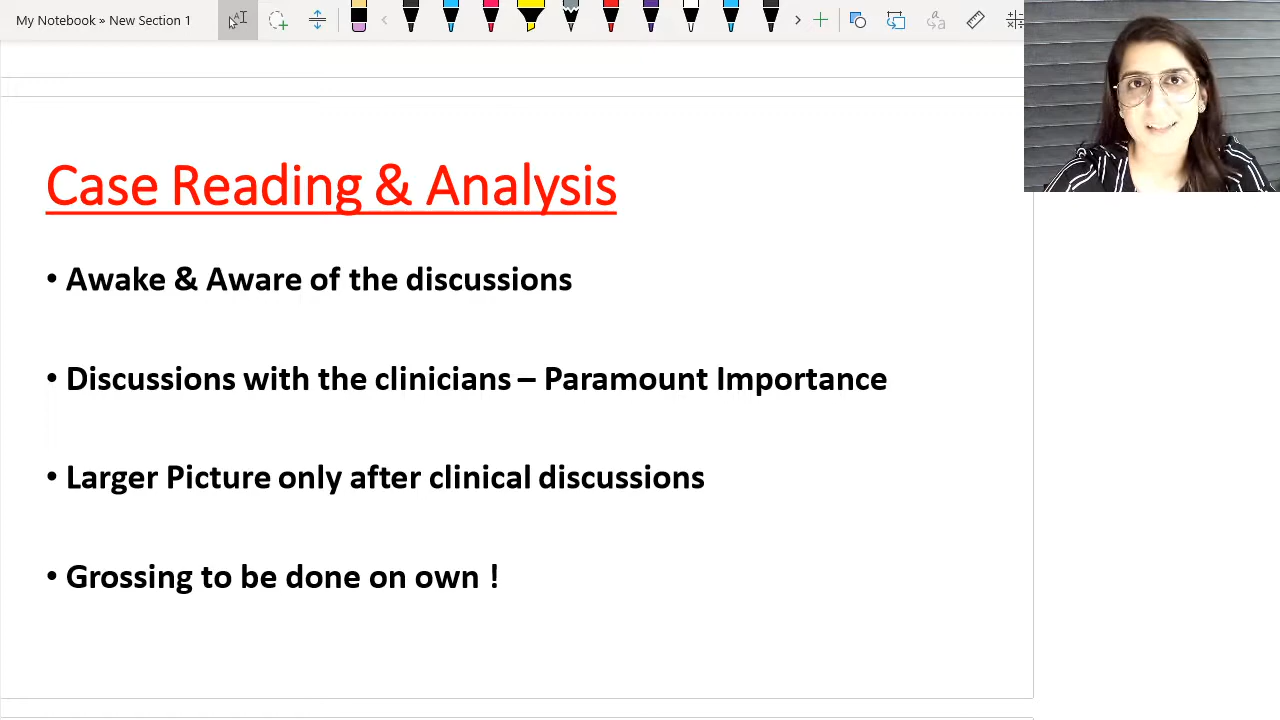 My Notebook » New Section 1
Case Reading & Analysis
• Awake & Aware of the discussions
• Discussions with the clinicians – Paramount Importance
• Larger Picture only after clinical discussions
• Grossing to be done on own !